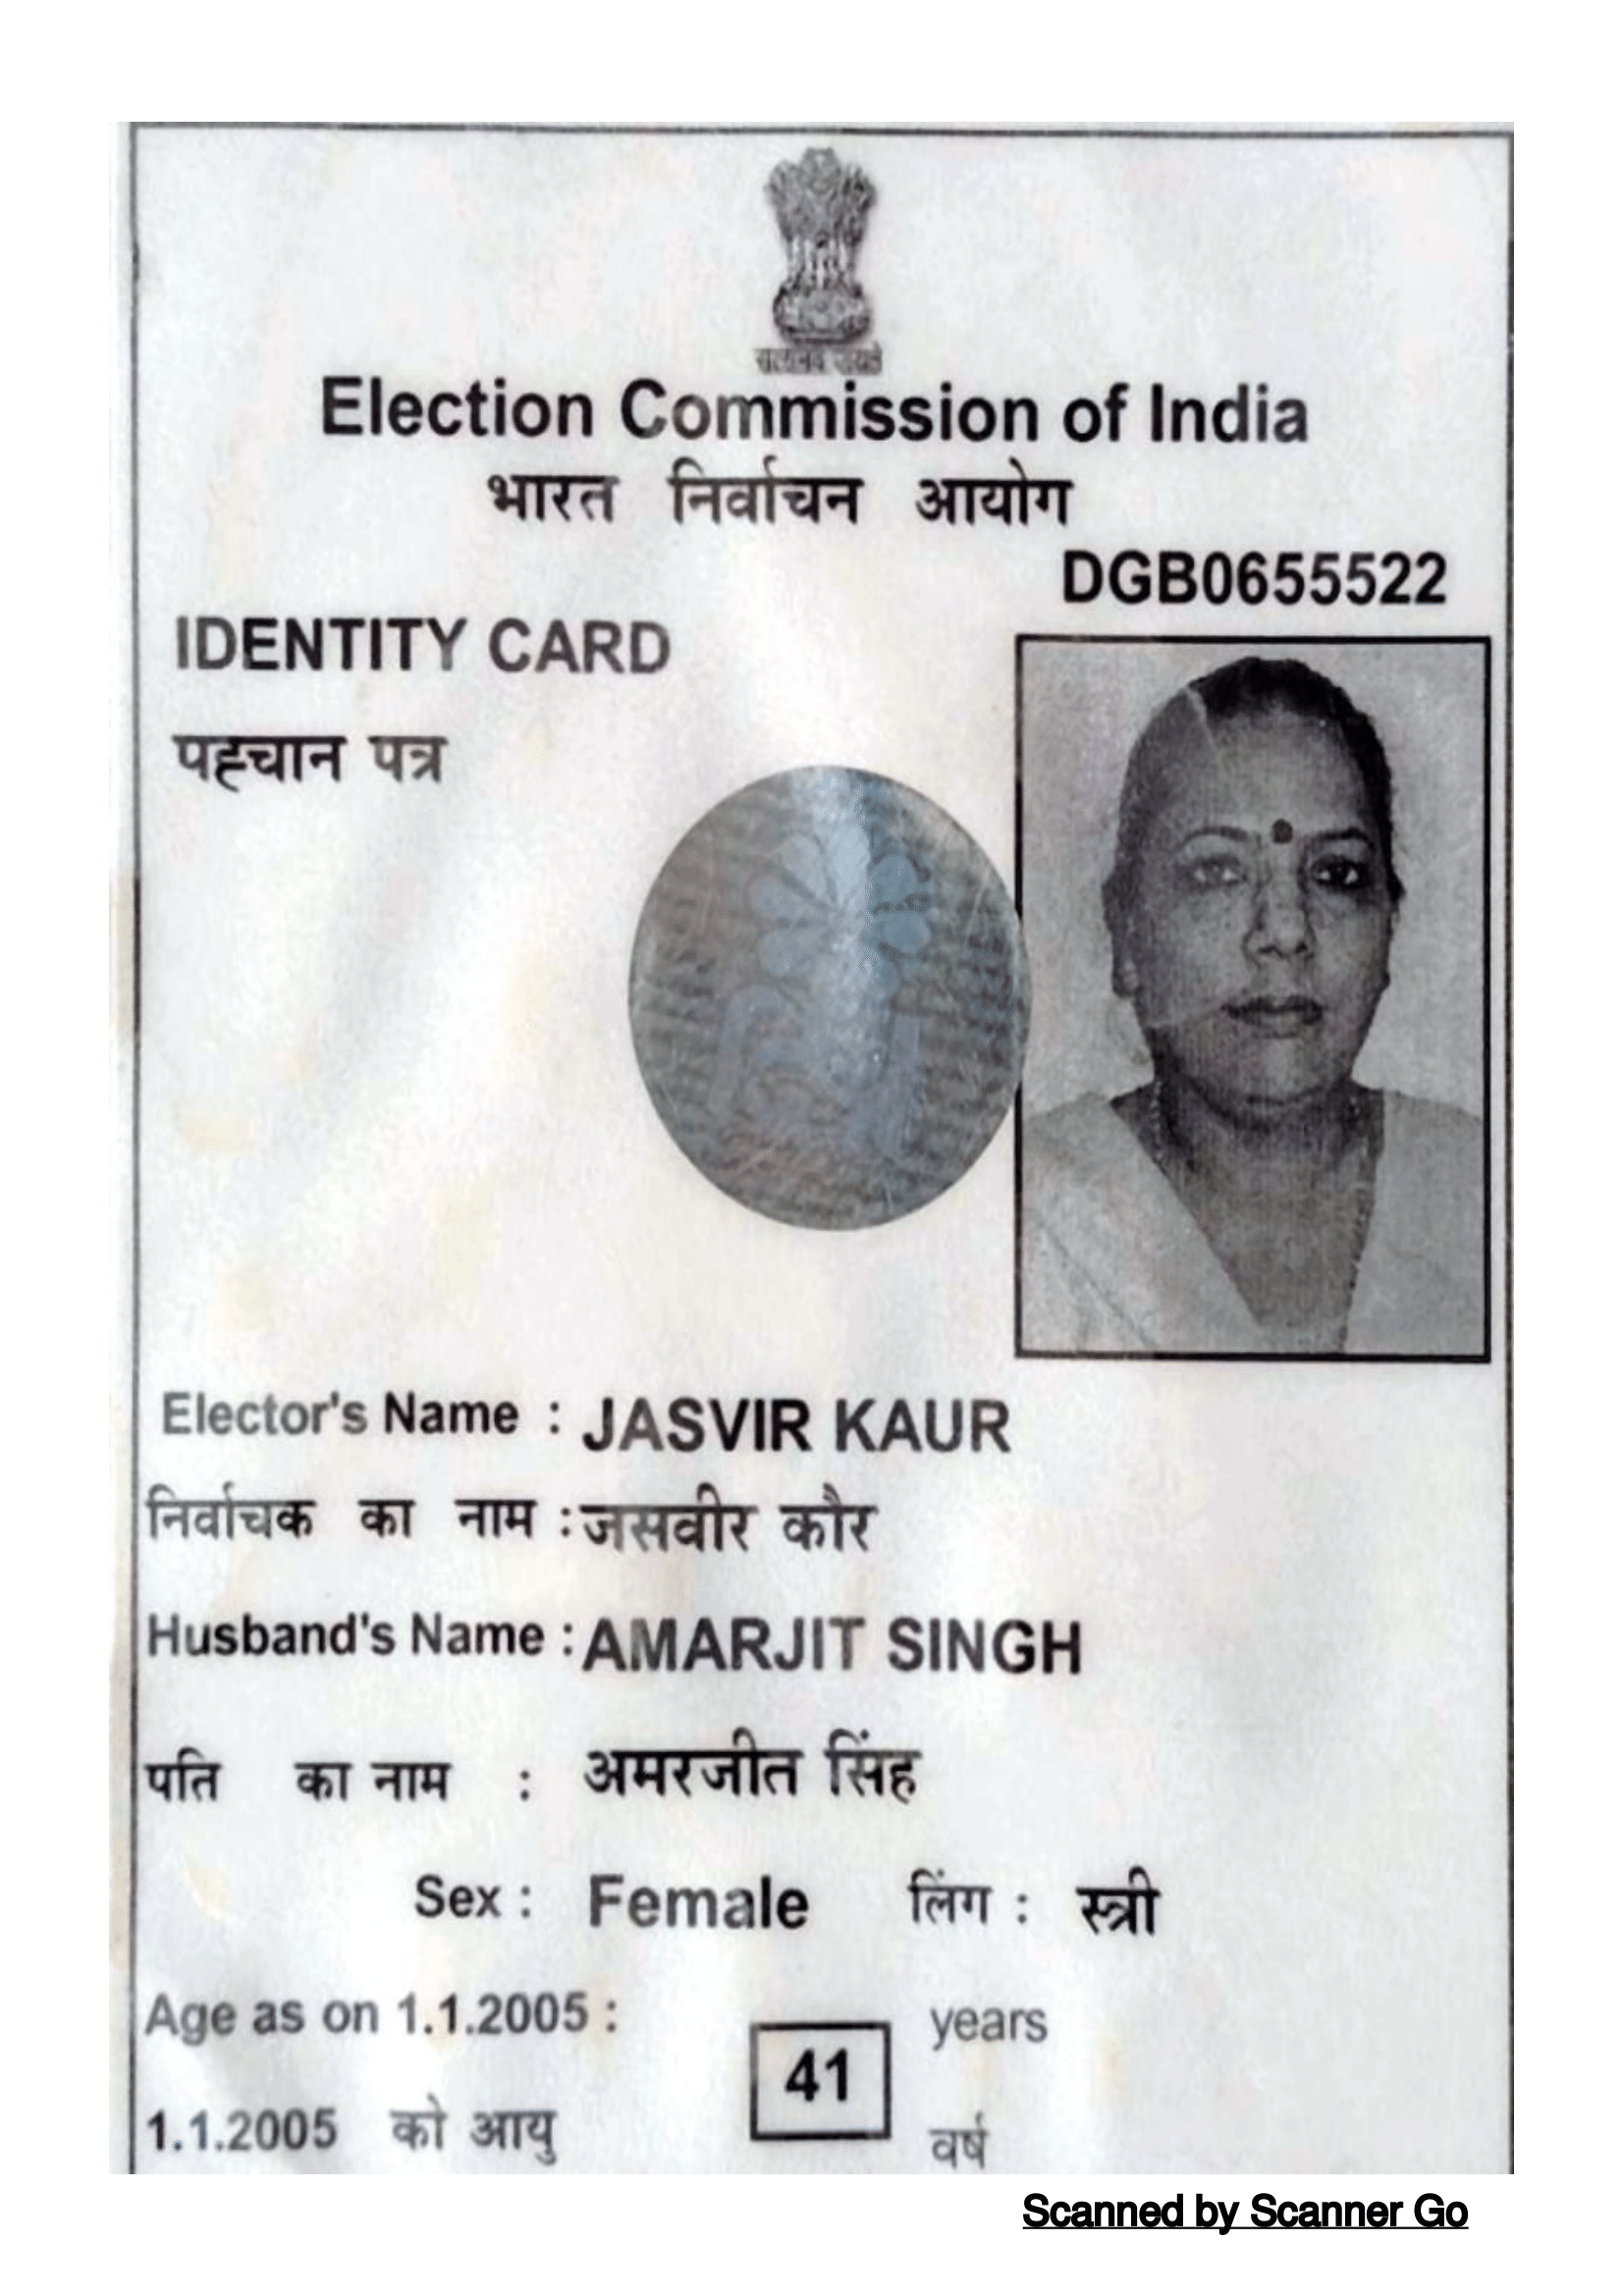 सत्यमेव जयते
Election Commission of India
भारत निर्वाचन आयोग
DGB0655522
IDENTITY CARD
पहचान पत्र
Elector's Name : JASVIR KAUR
निर्वाचक का नाम : जसवीर कौर
Husband's Name : AMARJIT SINGH
पति का नाम : अमरजीत सिंह
Sex : Female लिंग : स्त्री
Age as on 1.1.2005 : 41 years
1.1.2005 को आयु वर्ष
Scanned by Scanner Go